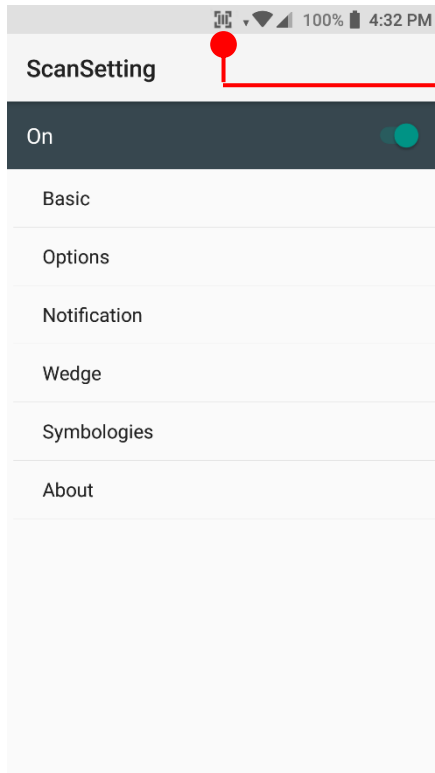 100% 4:32 PM
ScanSetting
On
Basic
Options
Notification
Wedge
Symbologies
About